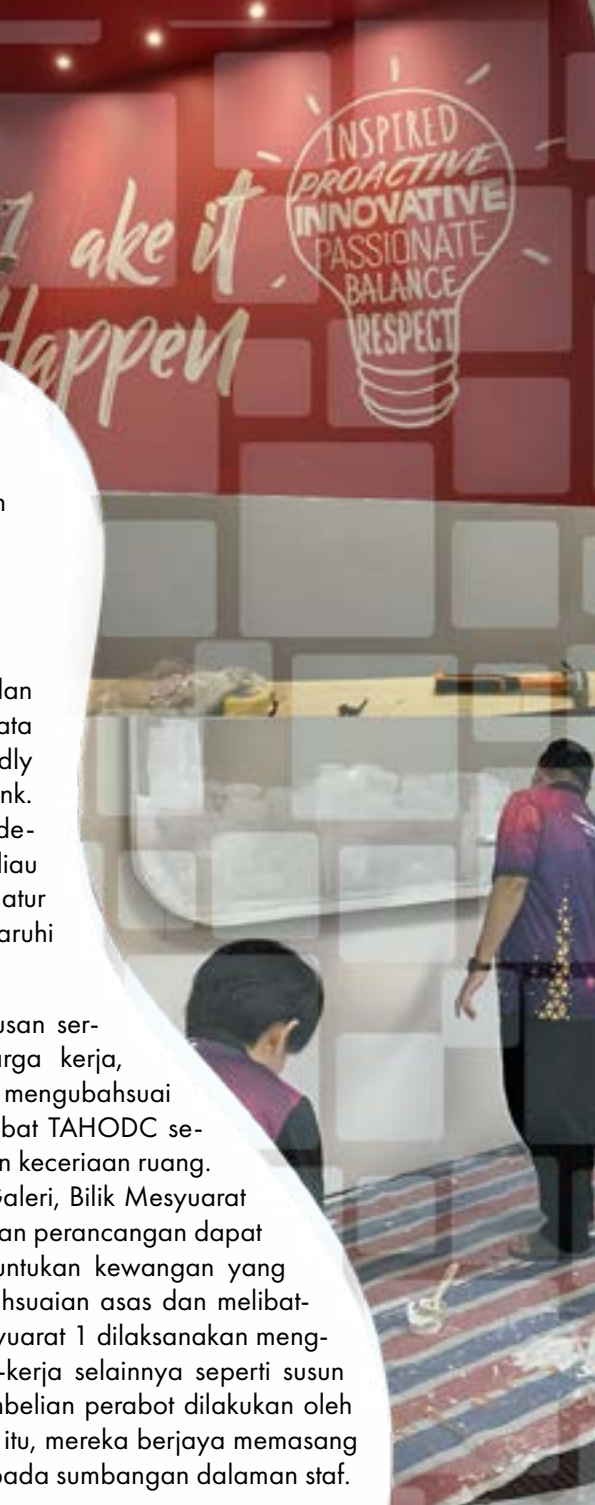 ake it
Happen
INSPIRED
PROACTIVE
INNOVATIVE
PASSIONATE
BALANCE
RESPECT
n
dan
ata
dly
nk.
de-
liau
atur
aruhi
usan ser-
arga kerja,
mengubahsuai
bat TAHODC se-
n keceriaan ruang.
Galeri, Bilik Mesyuarat
an perancangan dapat
untukan kewangan yang
hsuaian asas dan melibat-
yuarat 1 dilaksanakan meng-
-kerja selainnya seperti susun
nbelian perabot dilakukan oleh
itu, mereka berjaya memasang
pada sumbangan dalaman staf.